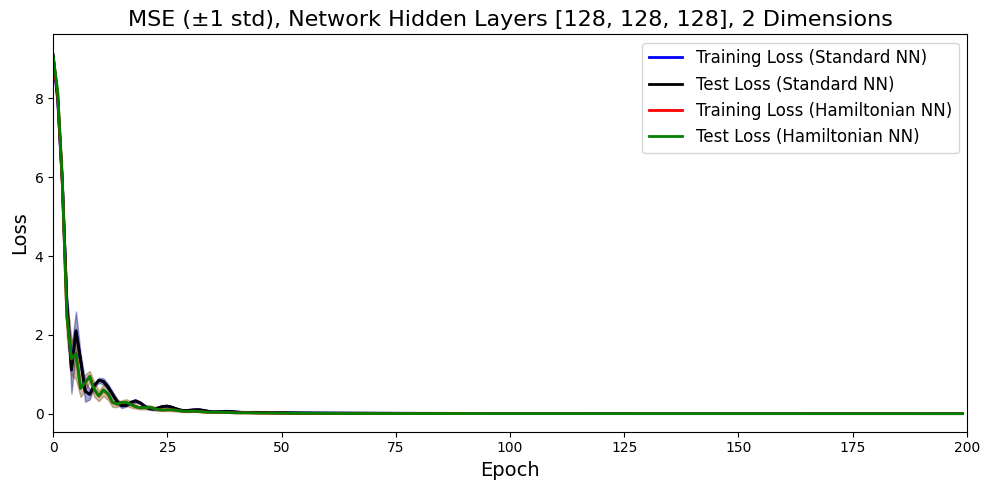 MSE (±1 std), Network Hidden Layers [128, 128, 128], 2 Dimensions
Training Loss (Standard NN)
Test Loss (Standard NN)
Training Loss (Hamiltonian NN)
Test Loss (Hamiltonian NN)
Loss
8
6
4
2
0
0 25 50 75 100 125 150 175 200
Epoch